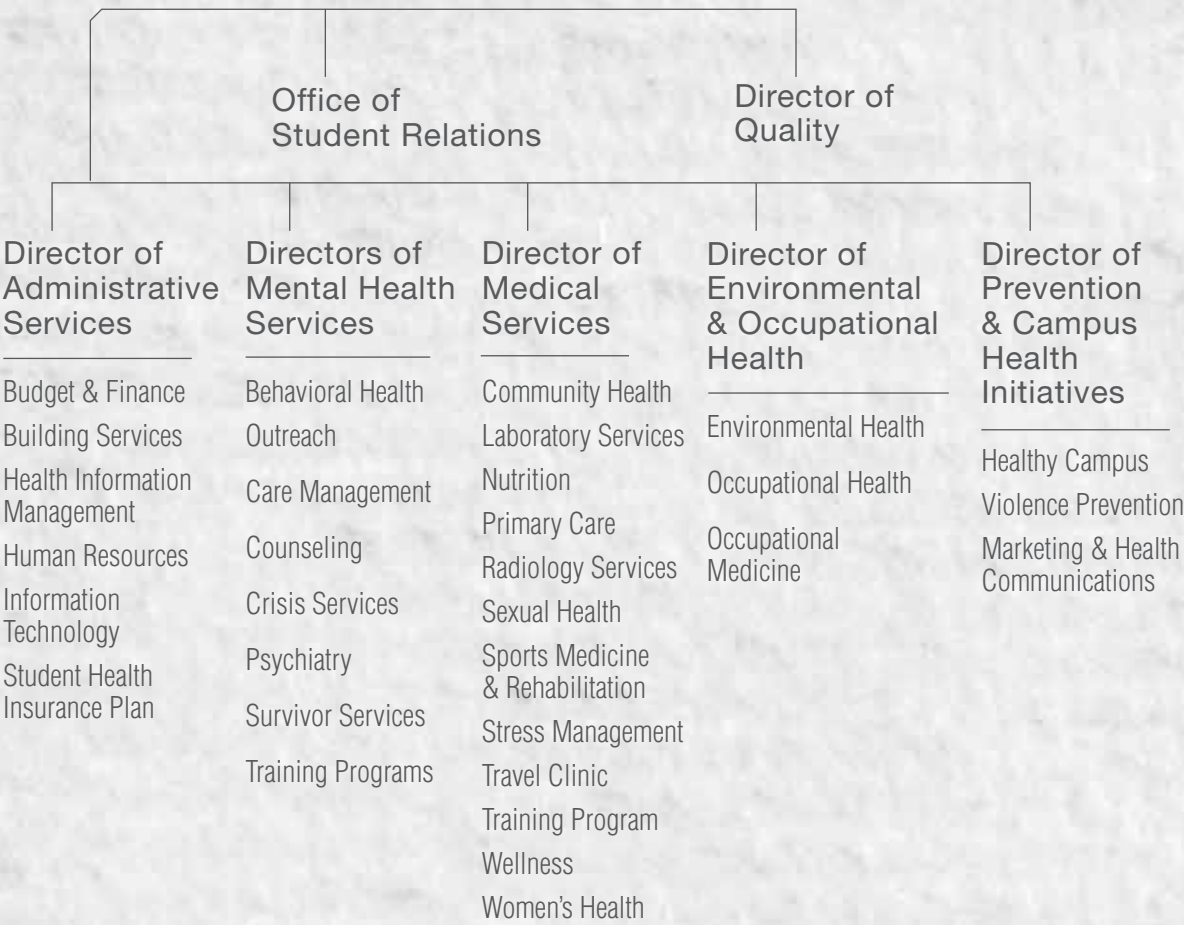 Office of
Student Relations
Director of
Quality
Director of
Administrative
Services
Budget & Finance
Building Services
Health Information
Management
Human Resources
Information
Technology
Student Health
Insurance Plan
Directors of
Mental Health
Services
Behavioral Health
Outreach
Care Management
Counseling
Crisis Services
Psychiatry
Survivor Services
Training Programs
Director of
Medical
Services
Community Health
Laboratory Services
Nutrition
Primary Care
Radiology Services
Sexual Health
Sports Medicine
& Rehabilitation
Stress Management
Travel Clinic
Training Program
Wellness
Women's Health
Director of
Environmental
& Occupational
Health
Environmental Health
Occupational Health
Occupational
Medicine
Director of
Prevention
& Campus
Health
Initiatives
Healthy Campus
Violence Prevention
Marketing & Health
Communications